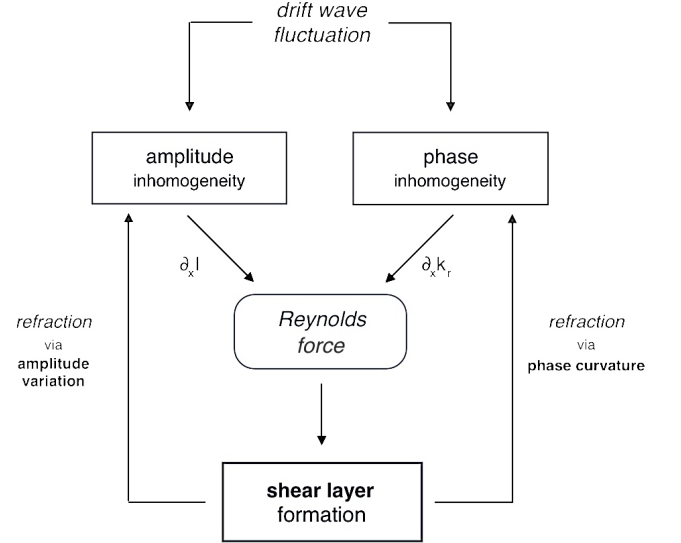 drift wave
fluctuation
amplitude
inhomogeneity
phase
inhomogeneity
∂ₓI
∂ₓkᵣ
Reynolds
force
refraction
via
amplitude
variation
refraction
via
phase curvature
shear layer
formation